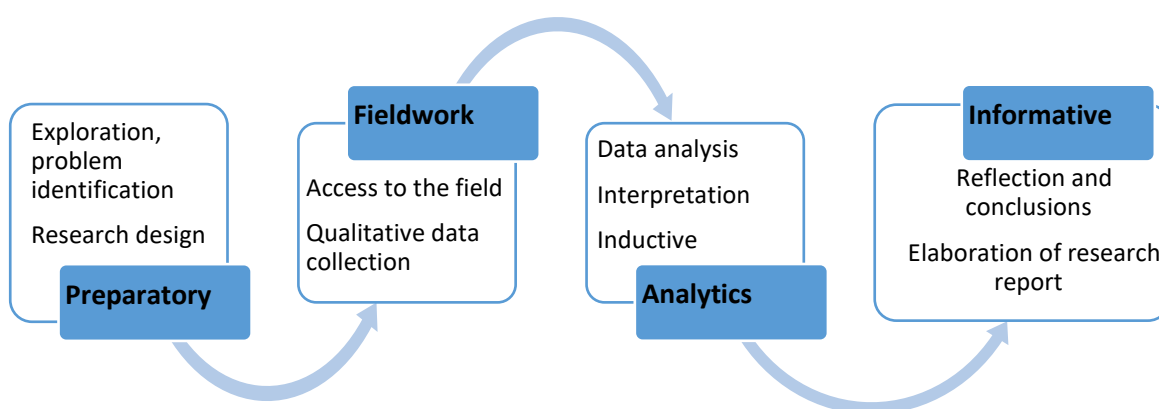 Exploration,
problem
identification
Research design
Preparatory
Fieldwork
Access to the field
Qualitative data
collection
Data analysis
Interpretation
Inductive
Analytics
Informative
Reflection and
conclusions
Elaboration of research
report